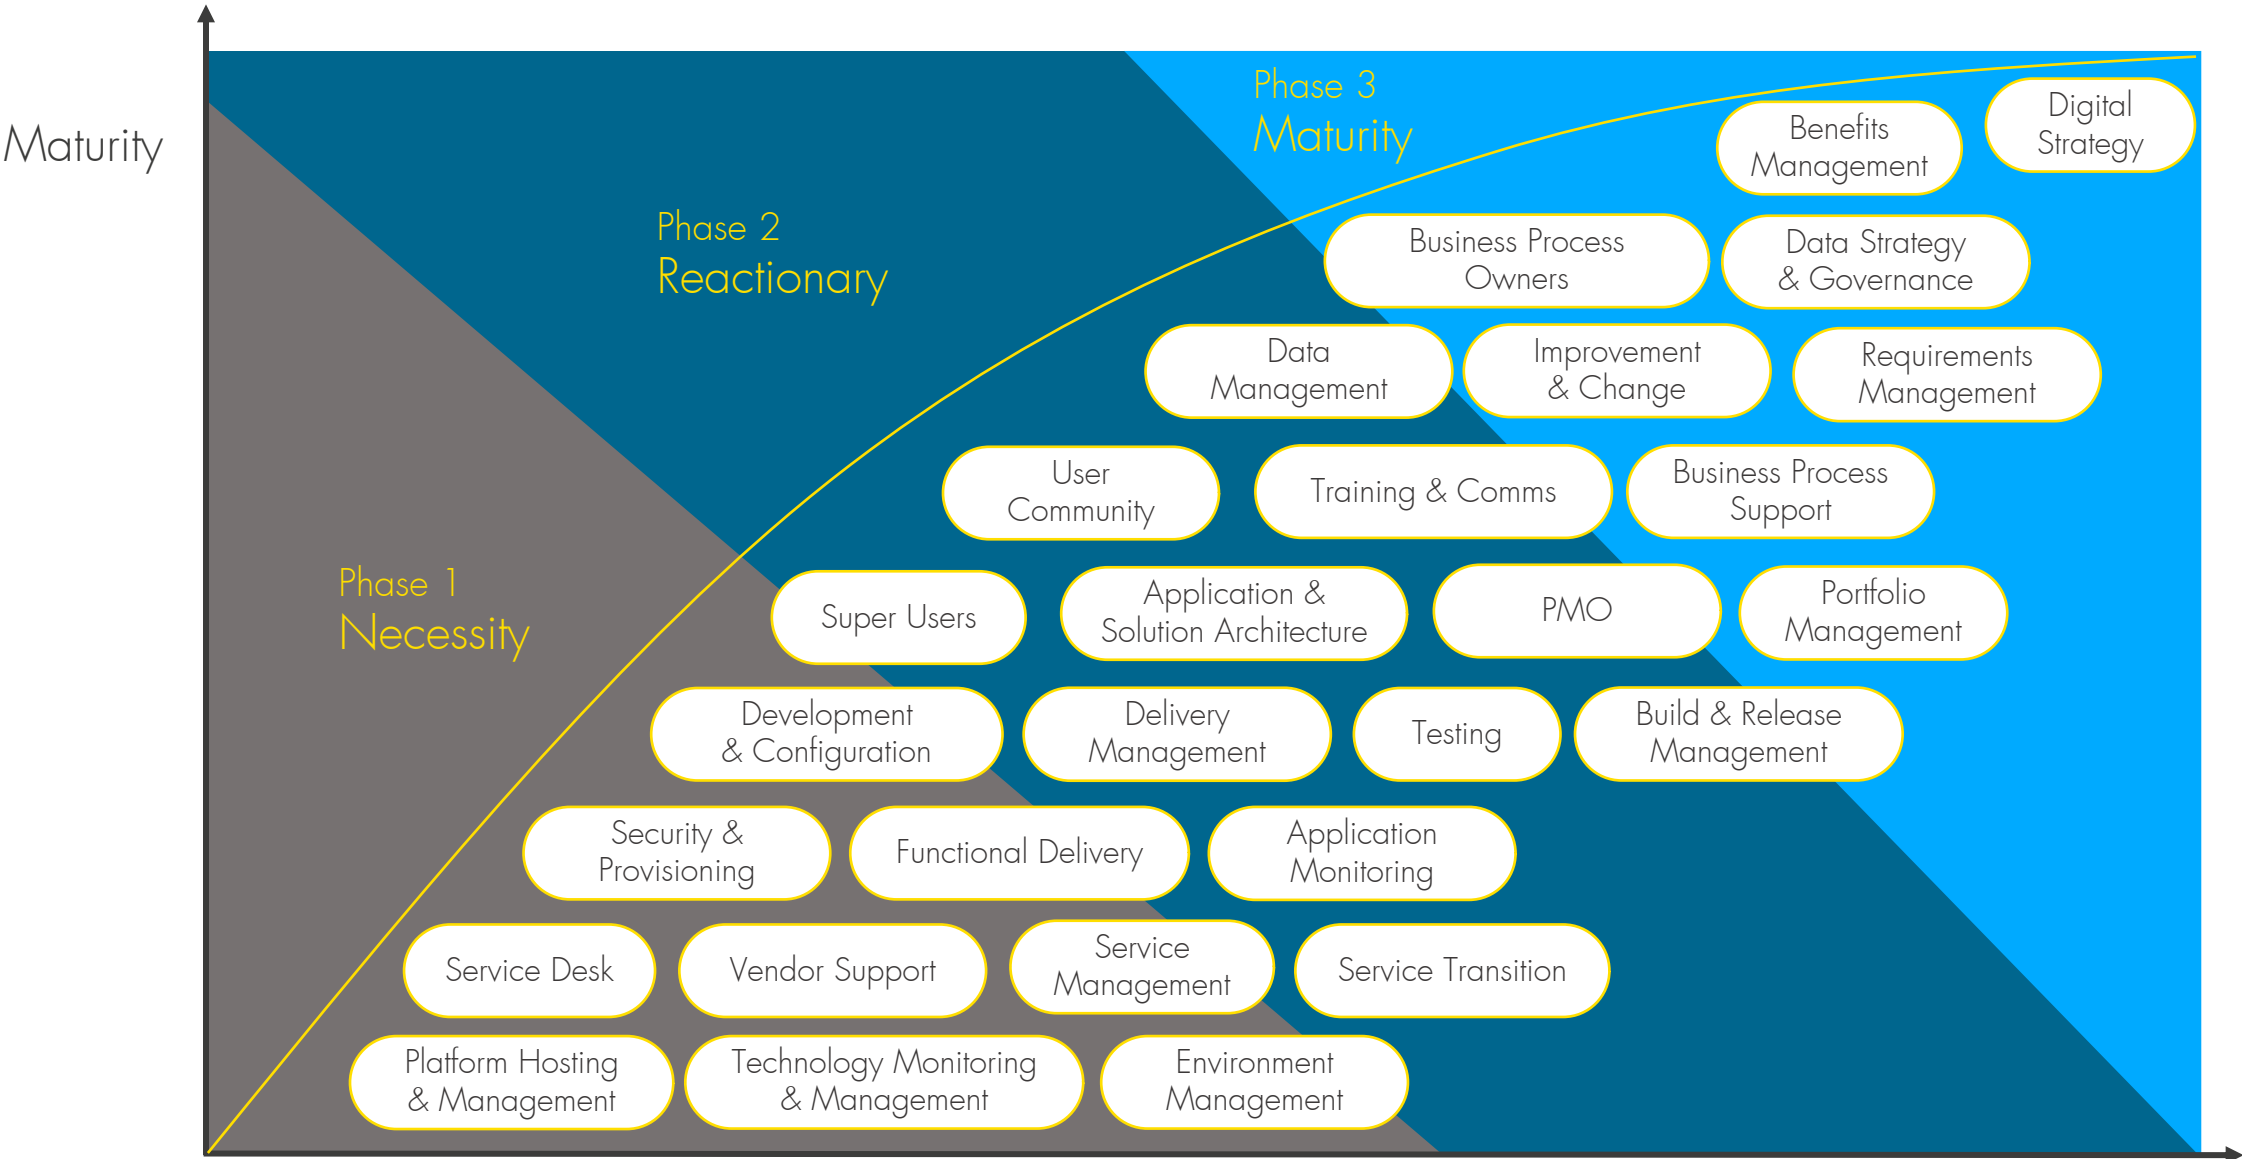 Maturity
Phase 3
Maturity
Digital
Strategy
Benefits
Management
Phase 2
Reactionary
Business Process
Owners
Data Strategy
& Governance
Data
Management
Improvement
& Change
Requirements
Management
User
Community
Training & Comms
Business Process
Support
Phase 1
Necessity
Super Users
Application &
Solution Architecture
PMO
Portfolio
Management
Development
& Configuration
Delivery
Management
Testing
Build & Release
Management
Security &
Provisioning
Functional Delivery
Application
Monitoring
Service Desk
Vendor Support
Service
Management
Service Transition
Platform Hosting
& Management
Technology Monitoring
& Management
Environment
Management